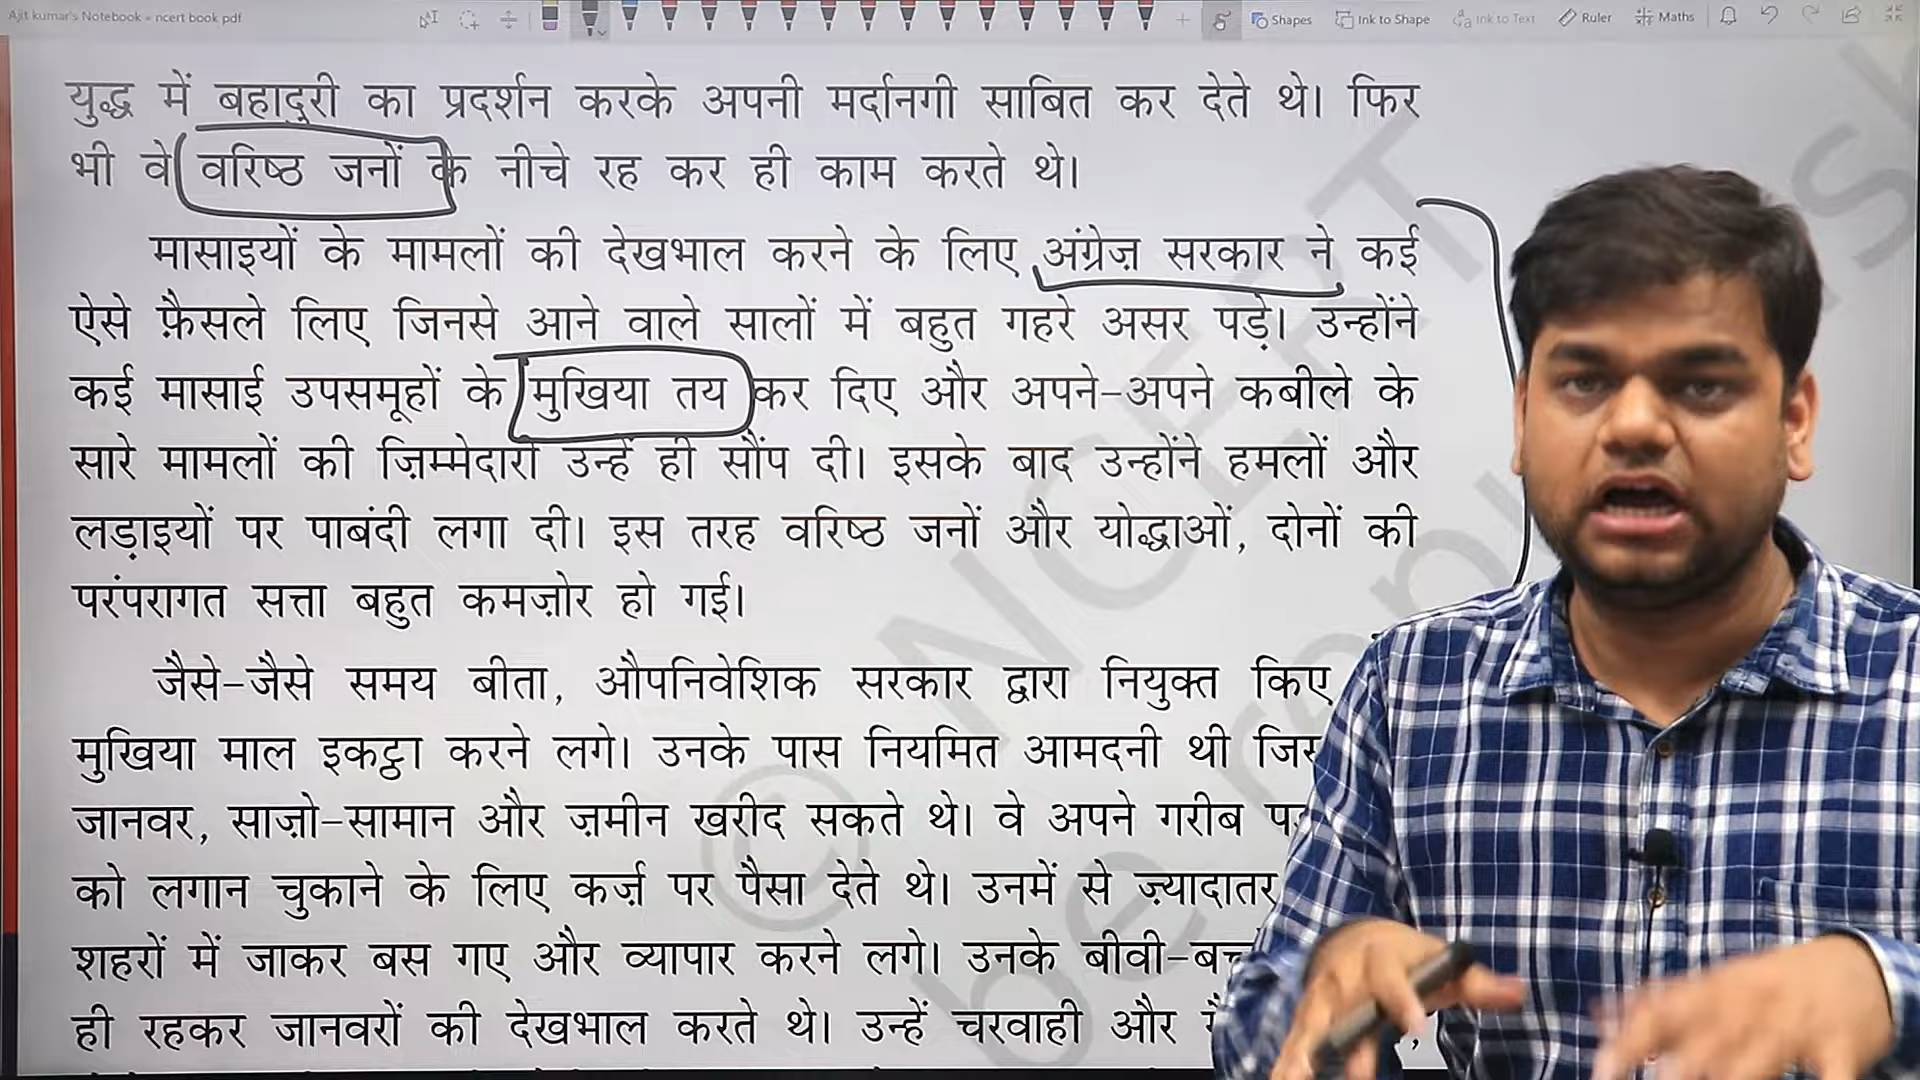 Ajit kumar's Notebook - ncert book pdf
Shapes Ink to Shape Ink to Text Ruler Maths
युद्ध में बहादुरी का प्रदर्शन करके अपनी मर्दानगी साबित कर देते थे। फिर
भी वे वरिष्ठ जनों के नीचे रह कर ही काम करते थे।
मासाइयों के मामलों की देखभाल करने के लिए अंग्रेज़ सरकार ने कई
ऐसे फ़ैसले लिए जिनसे आने वाले सालों में बहुत गहरे असर पड़े। उन्होंने
कई मासाई उपसमूहों के मुखिया तय कर दिए और अपने-अपने कबीले के
सारे मामलों की ज़िम्मेदारी उन्हें ही सौंप दी। इसके बाद उन्होंने हमलों और
लड़ाइयों पर पाबंदी लगा दी। इस तरह वरिष्ठ जनों और योद्धाओं, दोनों की
परंपरागत सत्ता बहुत कमज़ोर हो गई।
जैसे-जैसे समय बीता, औपनिवेशिक सरकार द्वारा नियुक्त किए
मुखिया माल इकट्ठा करने लगे। उनके पास नियमित आमदनी थी
जानवर, साज़ो-सामान और ज़मीन खरीद सकते थे। वे अपने गरीब
को लगान चुकाने के लिए कर्ज़ पर पैसा देते थे। उनमें से ज़्यादातर
शहरों में जाकर बस गए और व्यापार करने लगे। उनके
ही रहकर जानवरों की देखभाल करते थे। उन्हें चरवाही और
© NCERT